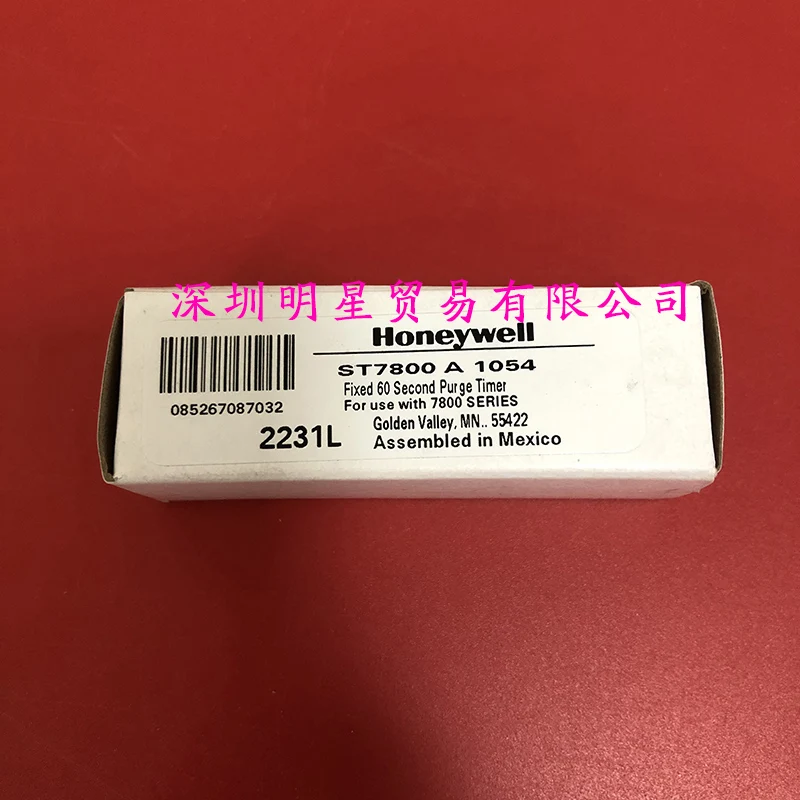 深圳明星贸易有限公司
Honeywell
ST7800 A 1054
Fixed 60 Second Purge Timer
For use with 7800 SERIES
Golden Valley, MN.. 55422
Assembled in Mexico
085267087032
2231L